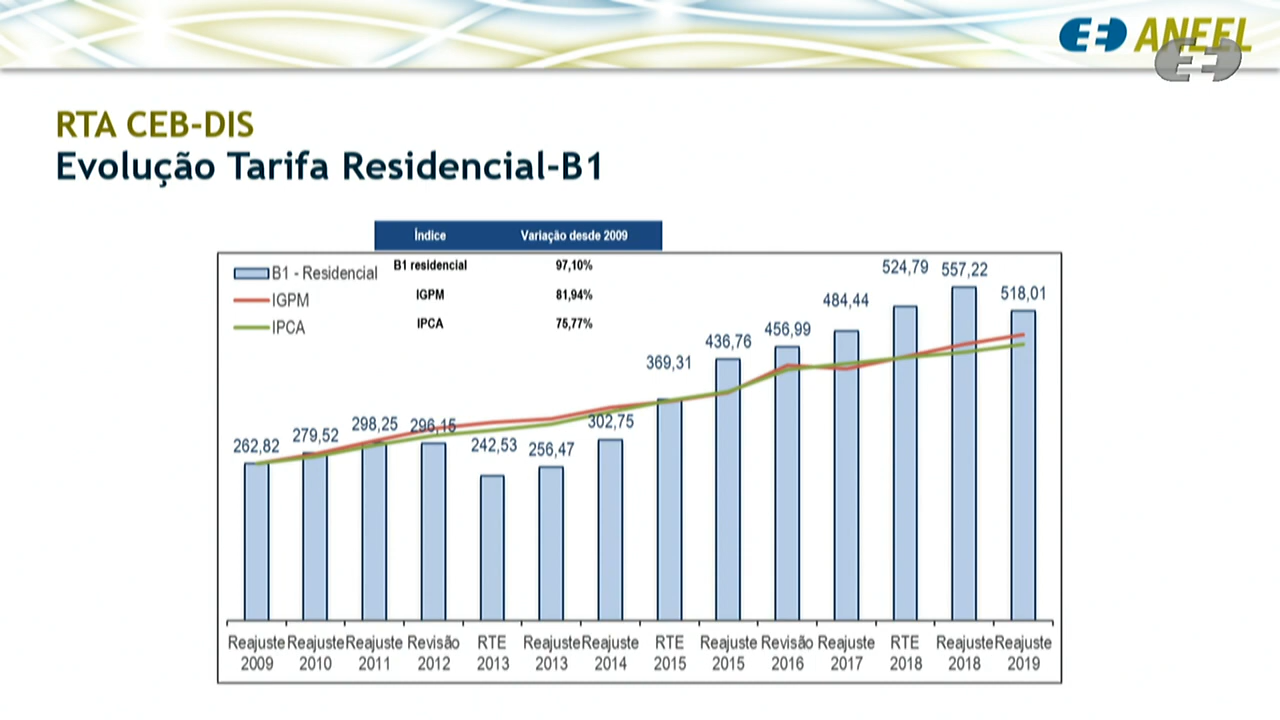 ANEEL
RTA CEB-DIS
Evolução Tarifa Residencial-B1
Índice Variação desde 2009
B1 residencial 97,10%
IGPM 81,94%
IPCA 75,77%
B1 - Residencial
IGPM
IPCA
262,82 279,52 298,25 296,15 242,53 256,47 302,75 369,31 436,76 456,99 484,44 524,79 557,22 518,01
Reajuste Reajuste Reajuste Revisão RTE Reajuste Reajuste RTE Reajuste Revisão Reajuste RTE Reajuste Reajuste
2009 2010 2011 2012 2013 2013 2014 2015 2015 2016 2017 2018 2018 2019